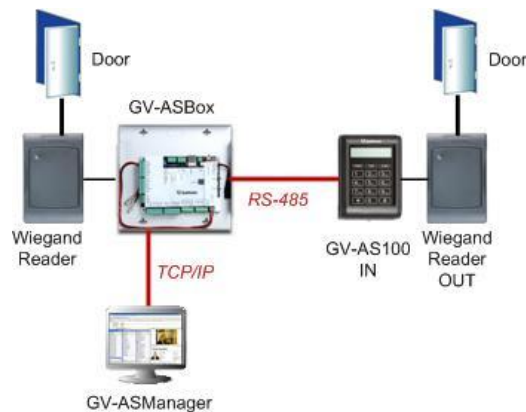 Door
Door
GV-ASBox
RS-485
Wiegand
Reader
GV-AS100
IN
Wiegand
Reader
OUT
TCP/IP
GV-ASManager